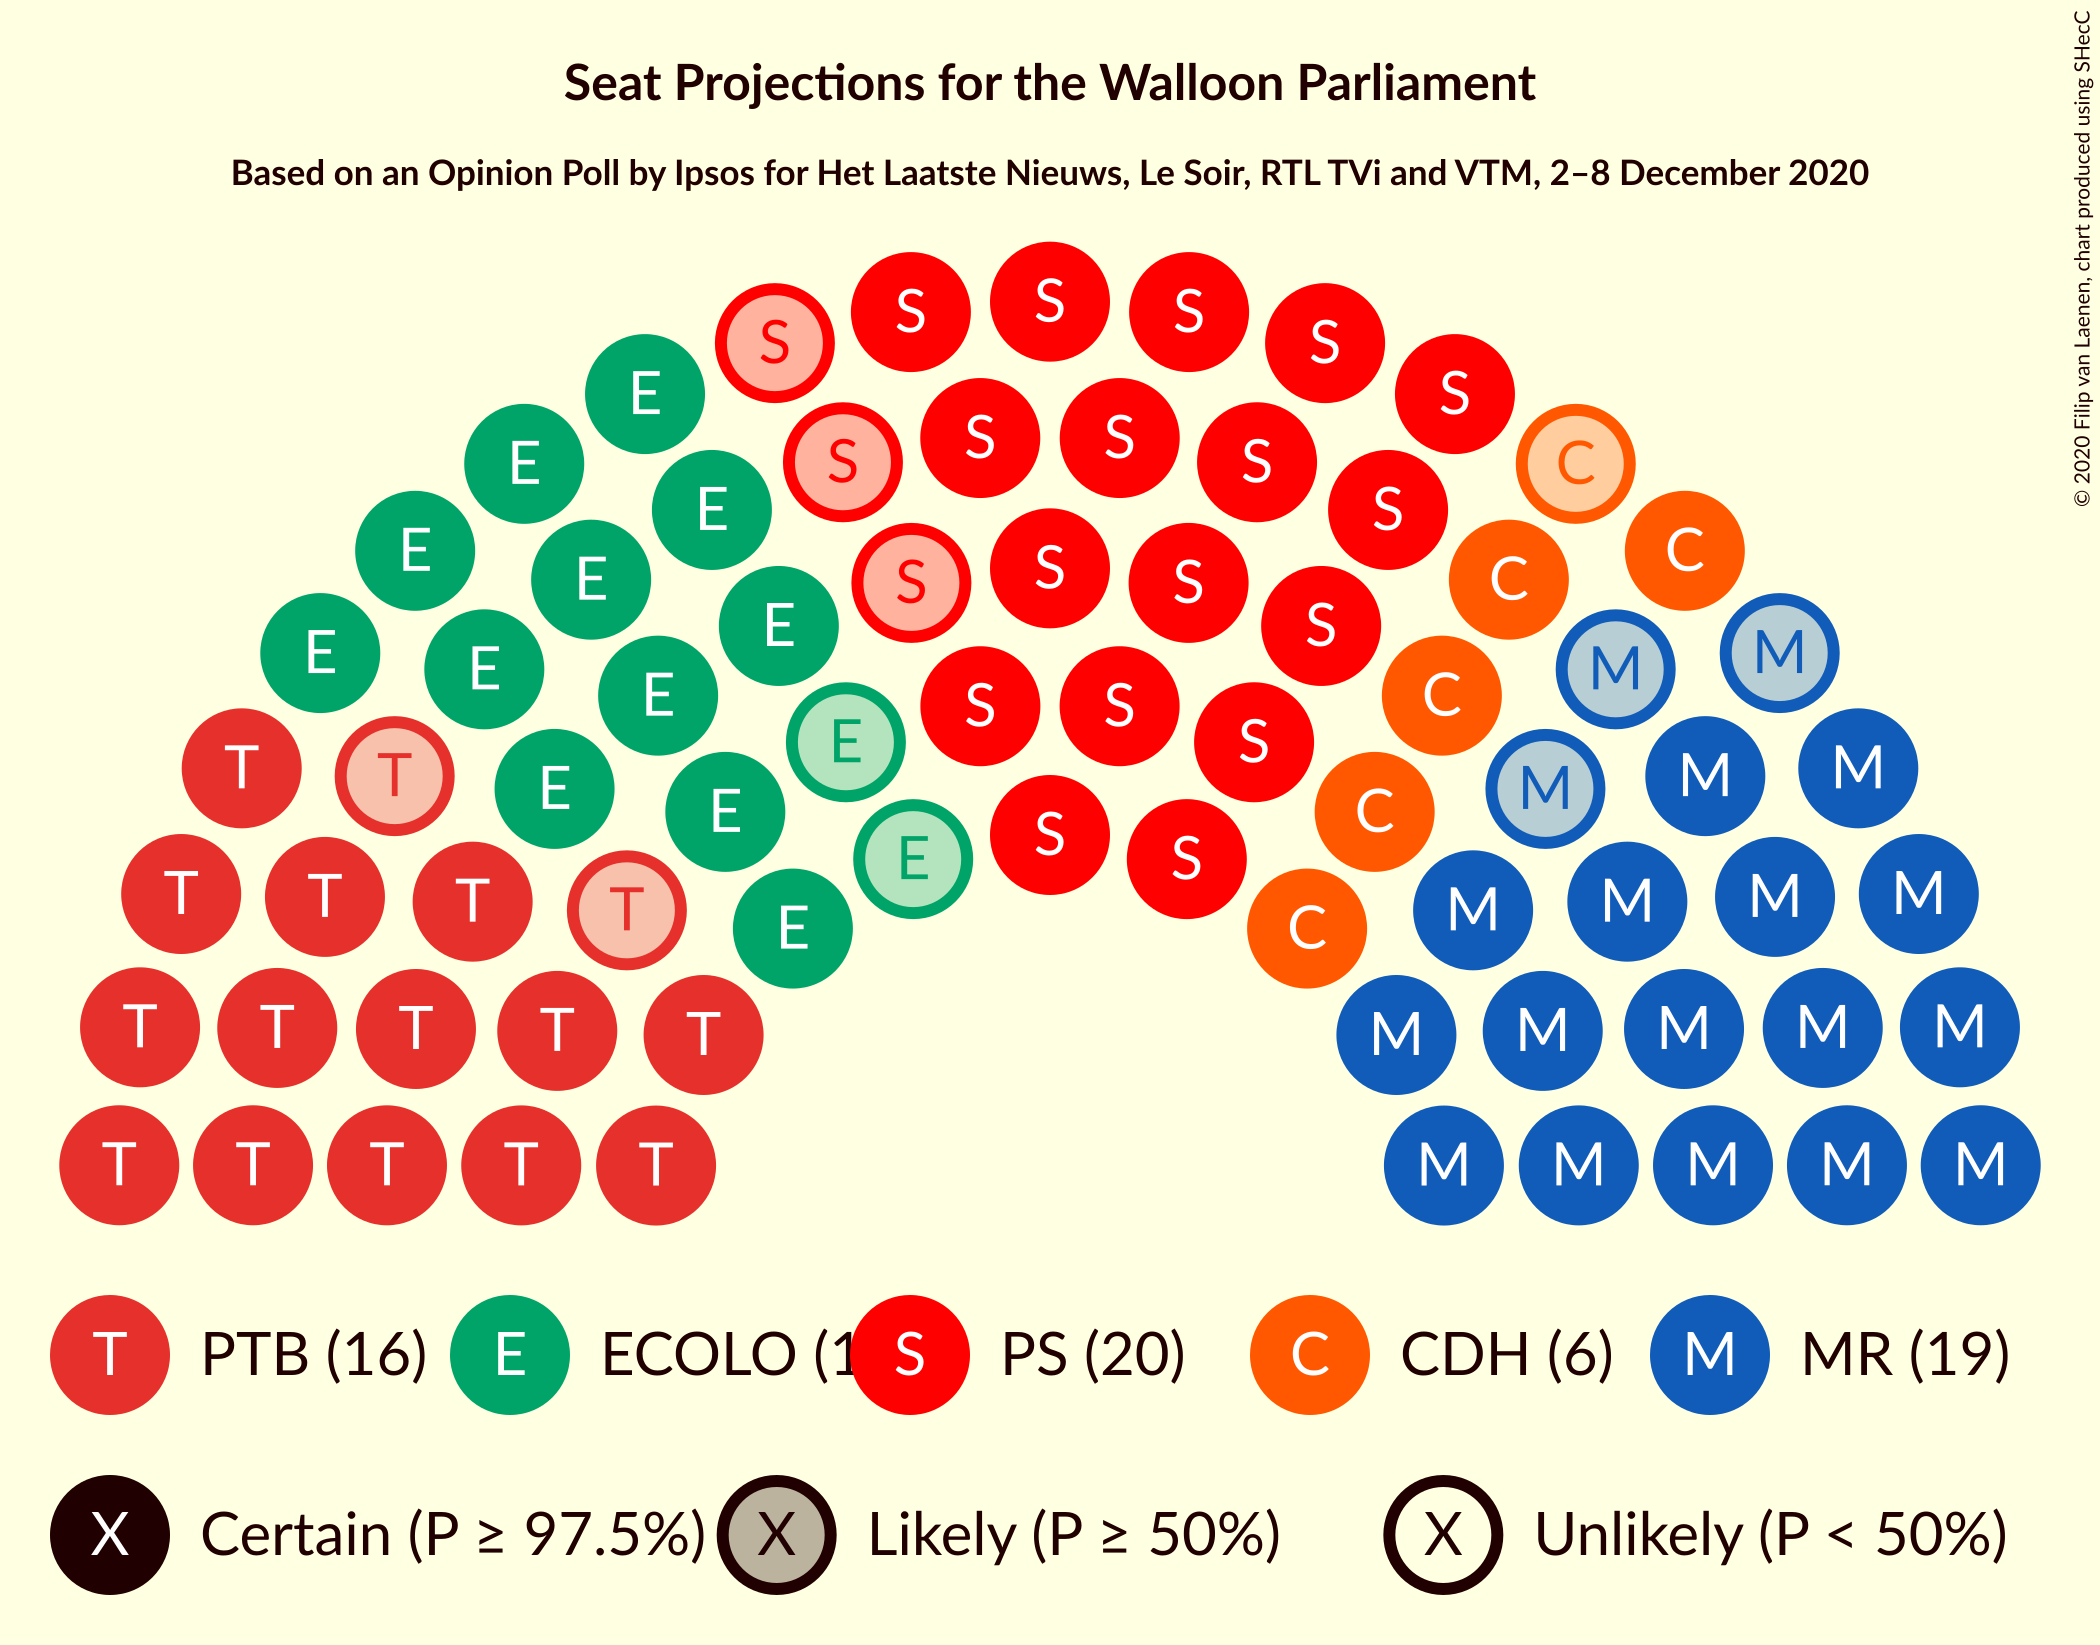 Seat Projections for the Walloon Parliament
Based on an Opinion Poll by Ipsos for Het Laatste Nieuws, Le Soir, RTL TVi and VTM, 2–8 December 2020
© 2020 Filip van Laenen, chart produced using SHecC
S
S S
S S
E S
S S
E S S C
E S
E C
S
E S S C
E S
E M
E M
E C
S S
E S
T T M M
E M
E C
S
E S
T T T T M M M M
E C
T T T T T M M M M M
T T T T T M M M M M
T PTB (16) E ECOLO (1 S PS (20) C CDH (6) M MR (19)
X Certain (P ≥ 97.5%) X Likely (P ≥ 50%) X Unlikely (P < 50%)